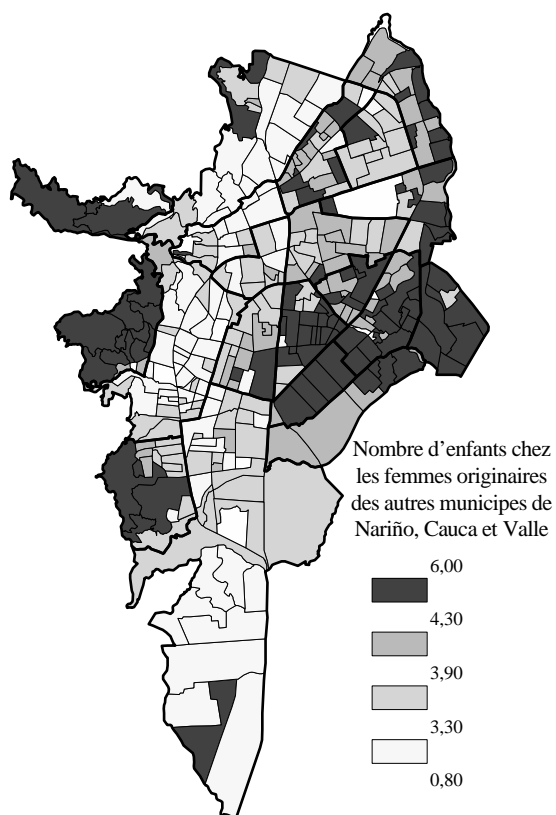 Nombre d'enfants chez
les femmes originaires
des autres municipes de
Nariño, Cauca et Valle
6,00
4,30
3,90
3,30
0,80